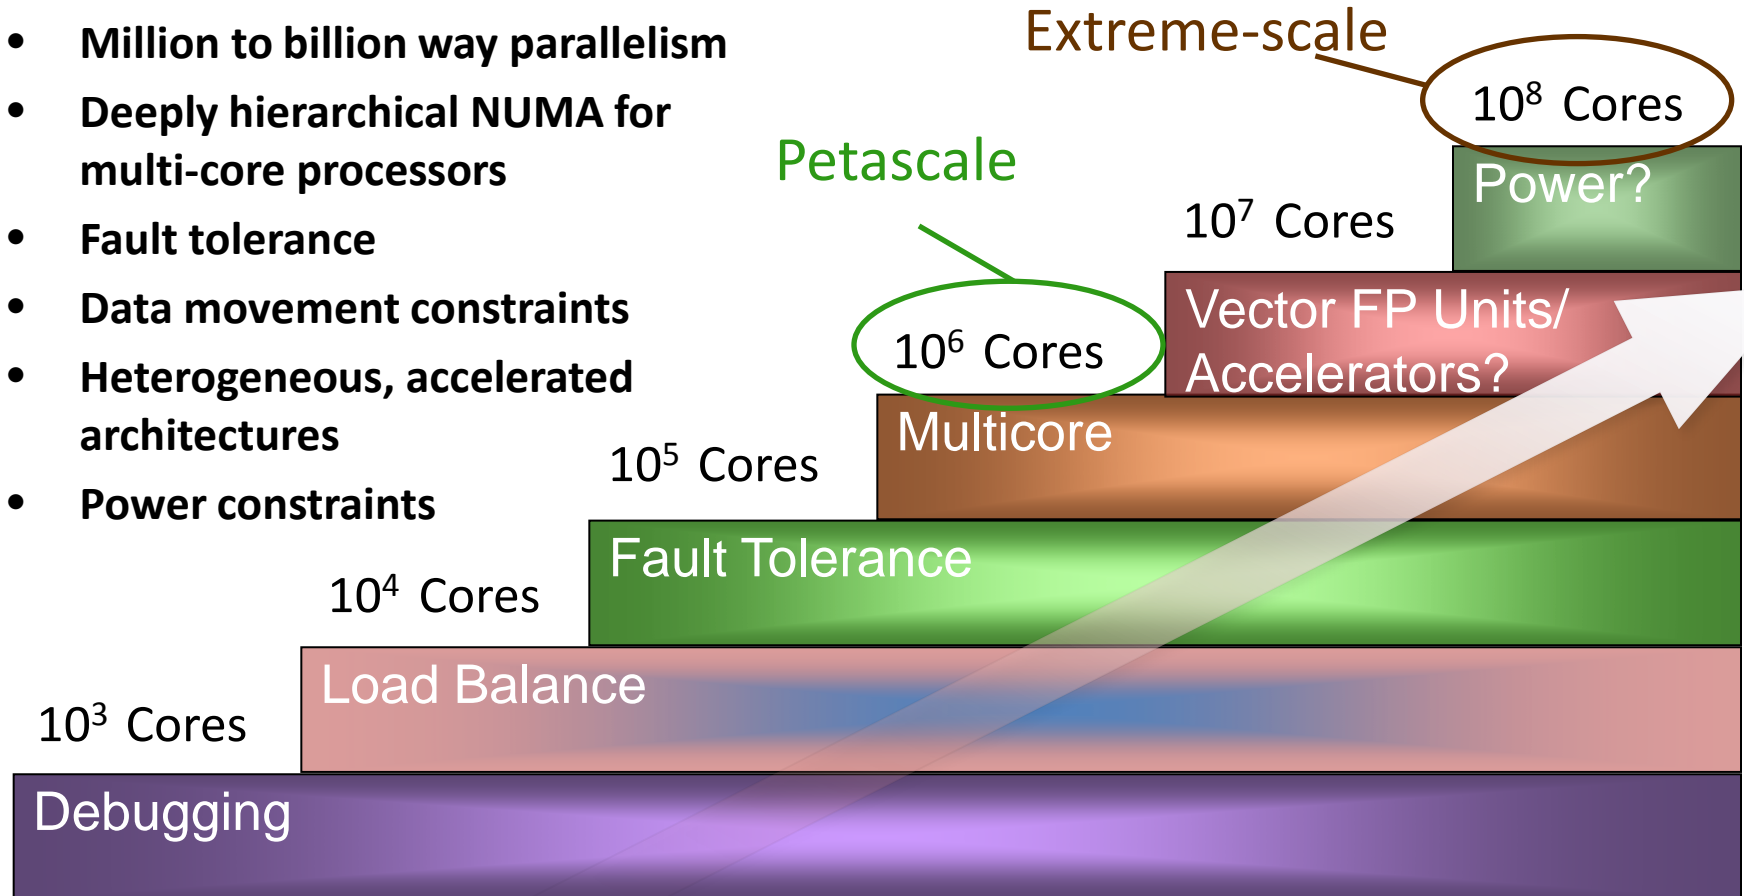 • Million to billion way parallelism
• Deeply hierarchical NUMA for
multi-core processors
• Fault tolerance
• Data movement constraints
• Heterogeneous, accelerated
architectures
• Power constraints
Extreme-scale
10⁸ Cores
Power?
Petascale
10⁷ Cores
Vector FP Units/
Accelerators?
10⁶ Cores
Multicore
10⁵ Cores
Fault Tolerance
10⁴ Cores
Load Balance
10³ Cores
Debugging